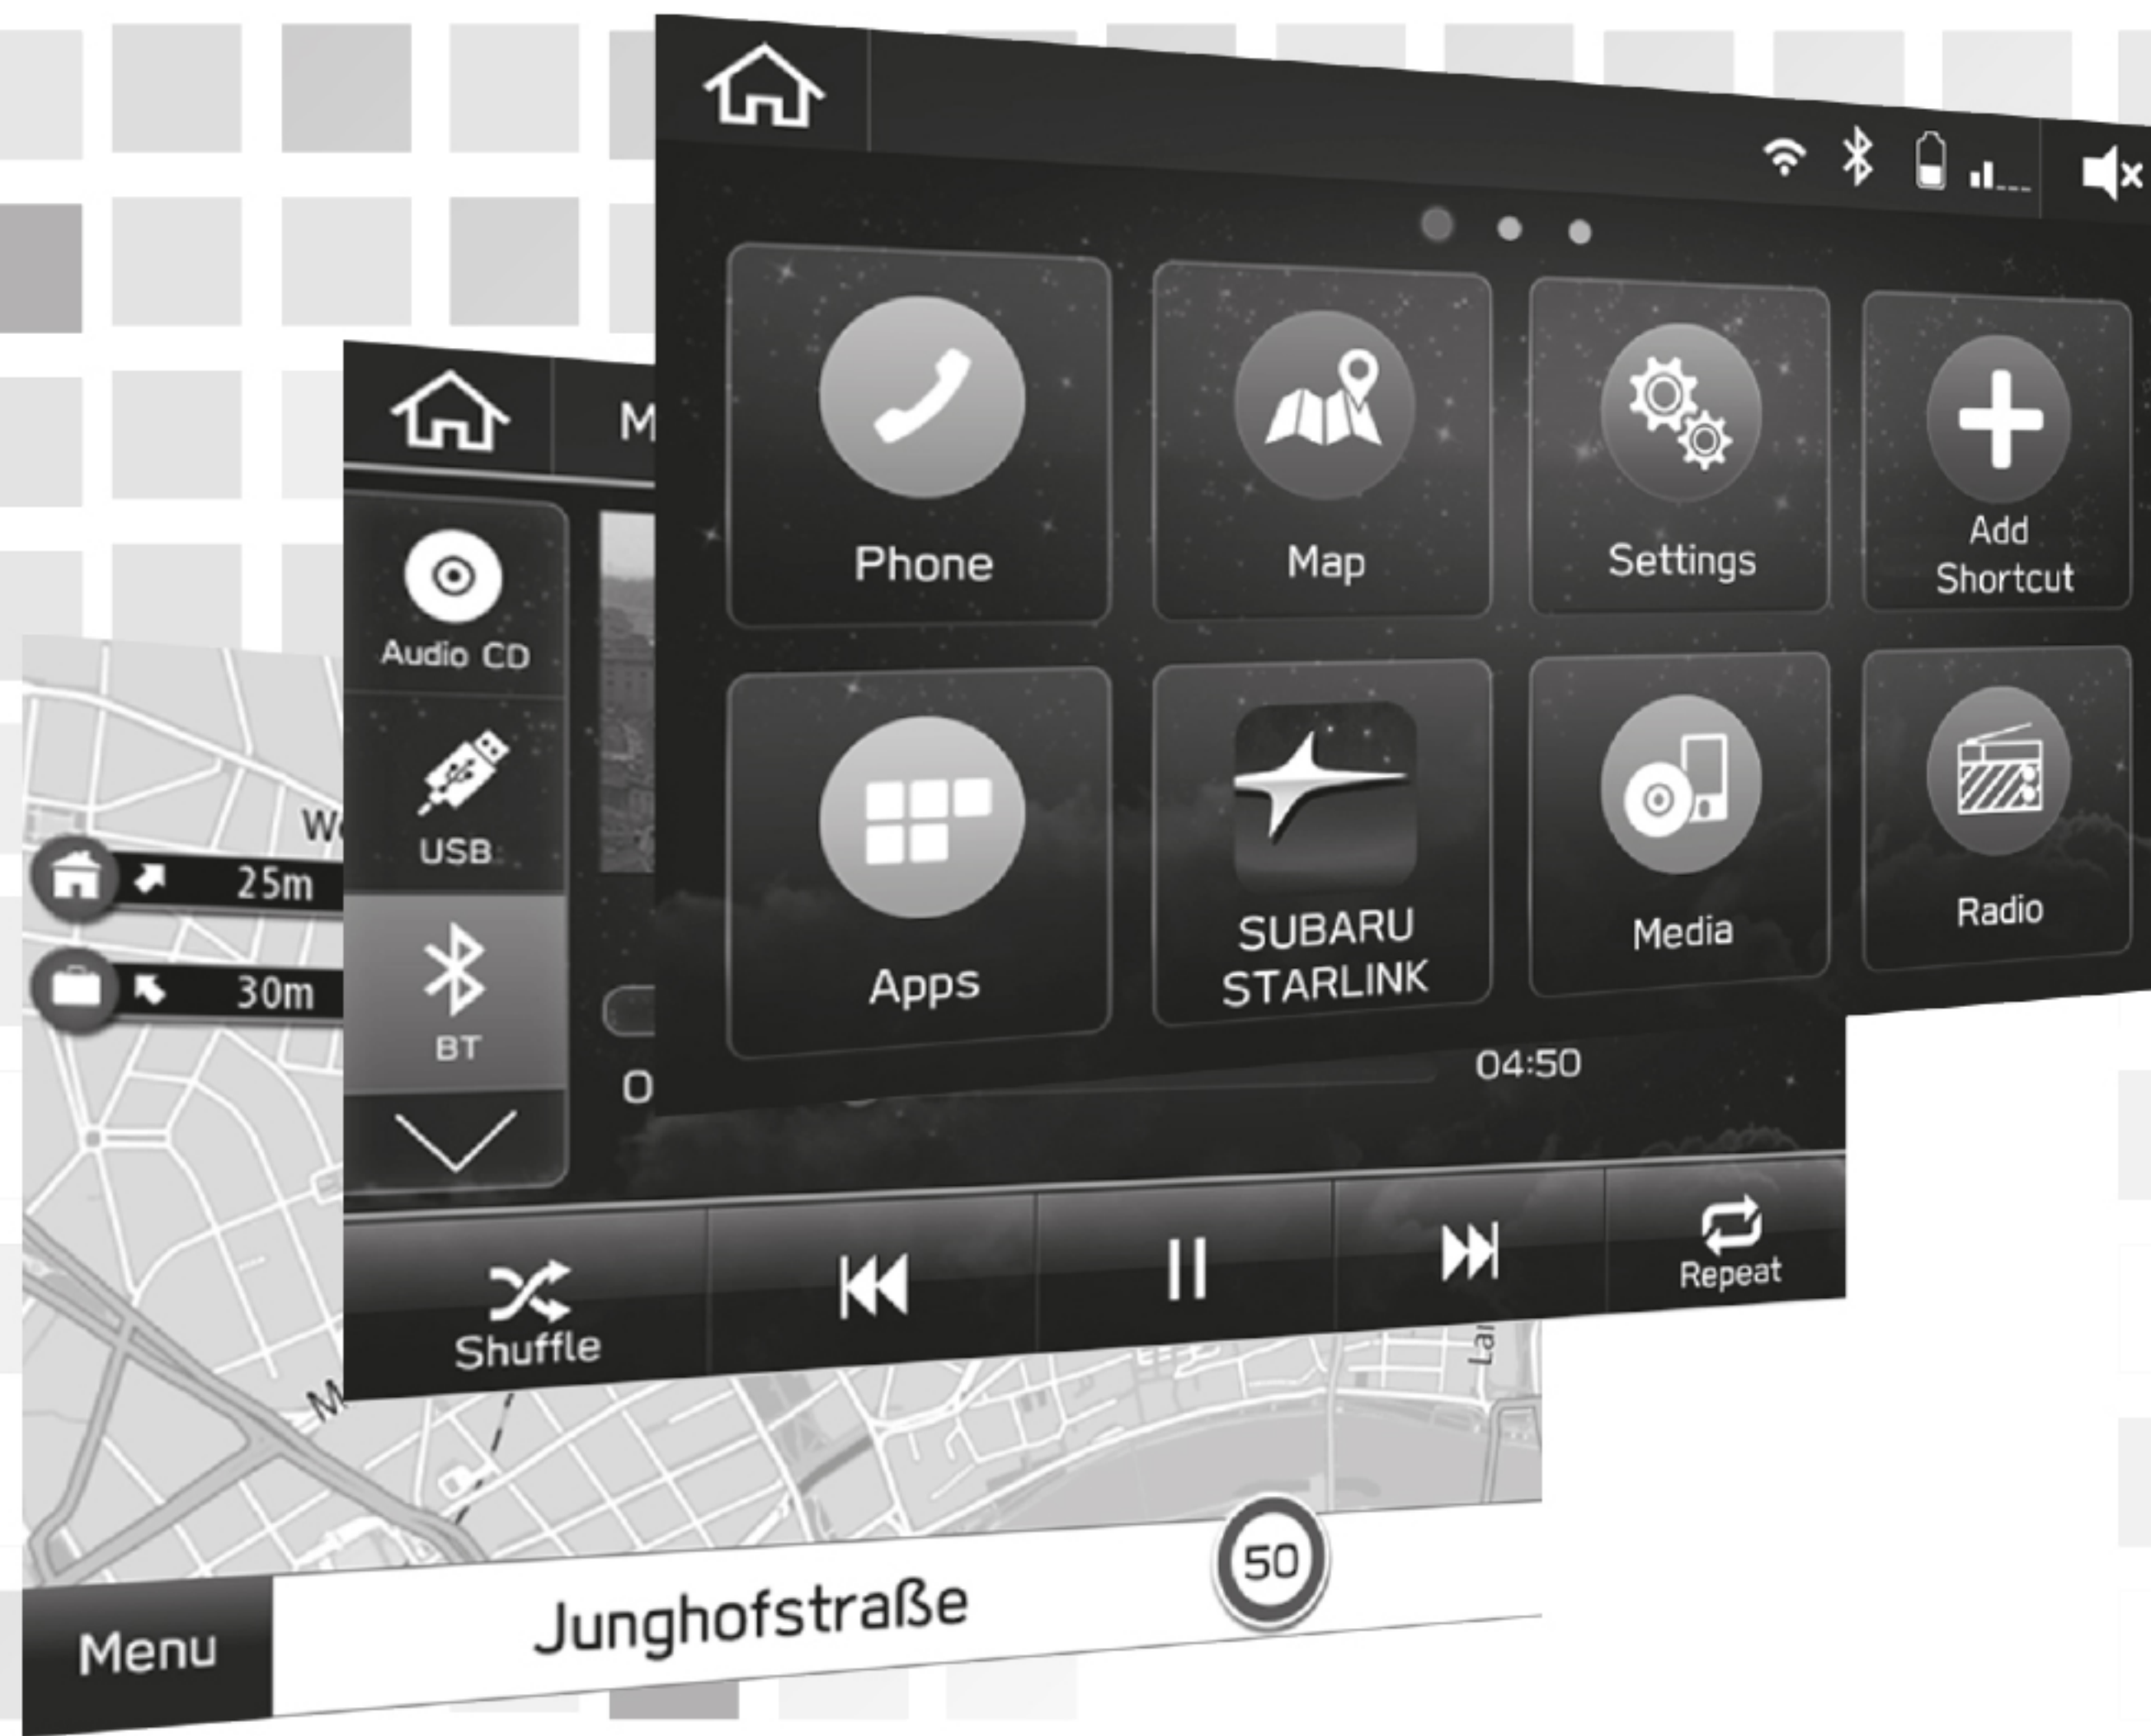 Phone
Map
Settings
Add
Shortcut
Apps
SUBARU
STARLINK
Media
Radio
M
Audio CD
USB
BT
04:50
Shuffle
Repeat
25m
30m
Menu
Junghofstraße
50